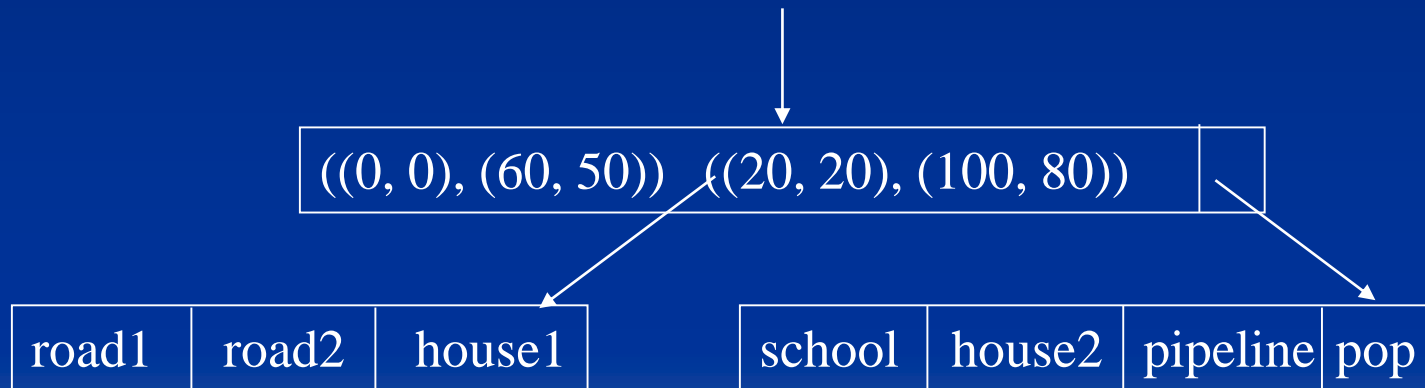 ((0, 0), (60, 50)) ((20, 20), (100, 80))
road1 road2 house1 school house2 pipeline pop